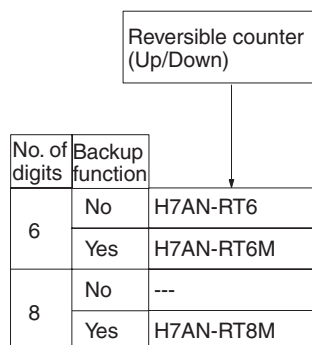 Reversible counter
(Up/Down)
No. of digits
Backup function
6
No
H7AN-RT6
Yes
H7AN-RT6M
8
No
---
Yes
H7AN-RT8M